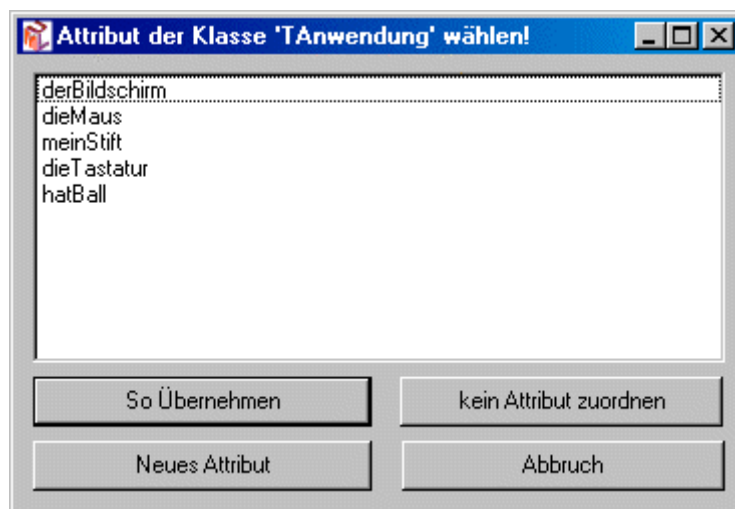 Attribut der Klasse 'TAnwendung' wählen!
derBildschirm
dieMaus
meinStift
dieTastatur
hatBall
So Übernehmen
kein Attribut zuordnen
Neues Attribut
Abbruch